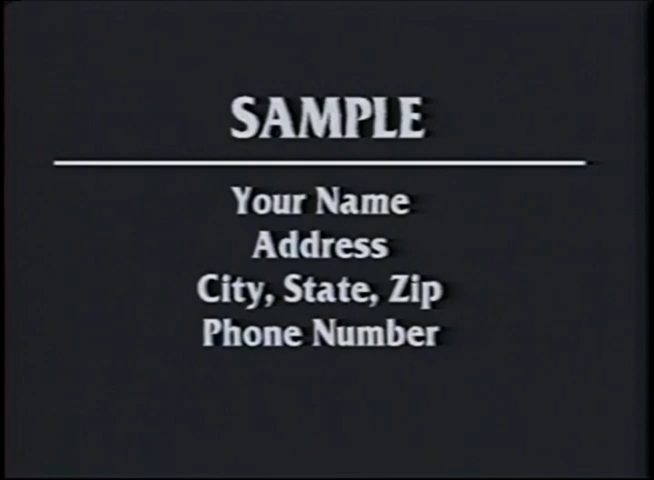 SAMPLE
Your Name
Address
City, State, Zip
Phone Number